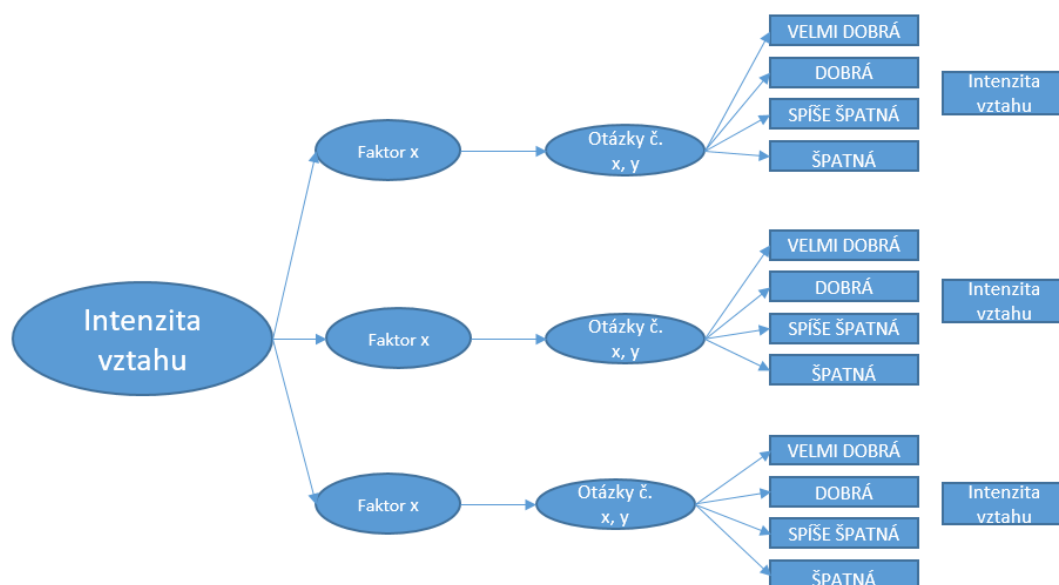 VELMI DOBRÁ
DOBRÁ
SPÍŠE ŠPATNÁ
ŠPATNÁ
Intenzita
vztahu
Faktor x
Otázky č.
x, y
VELMI DOBRÁ
DOBRÁ
SPÍŠE ŠPATNÁ
ŠPATNÁ
Intenzita
vztahu
Intenzita
vztahu
Faktor x
Otázky č.
x, y
VELMI DOBRÁ
DOBRÁ
SPÍŠE ŠPATNÁ
ŠPATNÁ
Intenzita
vztahu
Faktor x
Otázky č.
x, y